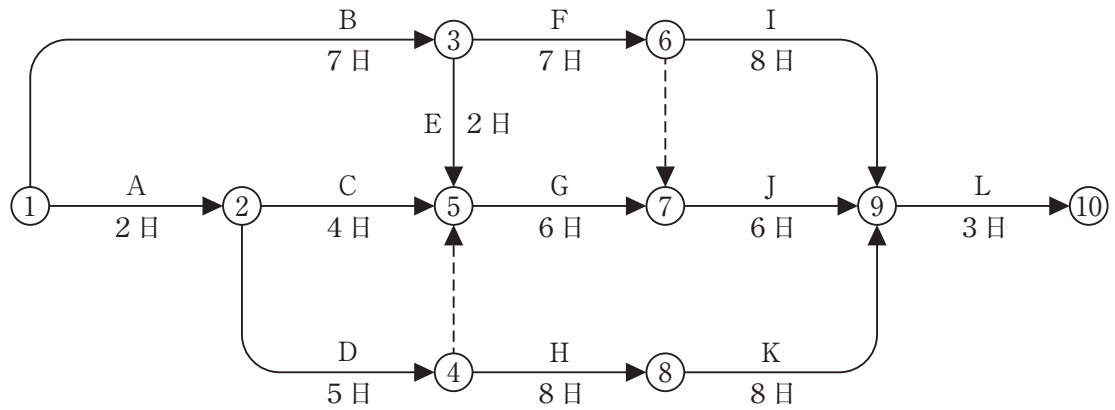 B F I
③ ⑥
7日 7日 8日
E 2日
A C G J L
① ② ⑤ ⑦ ⑨ ⑩
2日 4日 6日 6日 3日
D H K
④ ⑧
5日 8日 8日